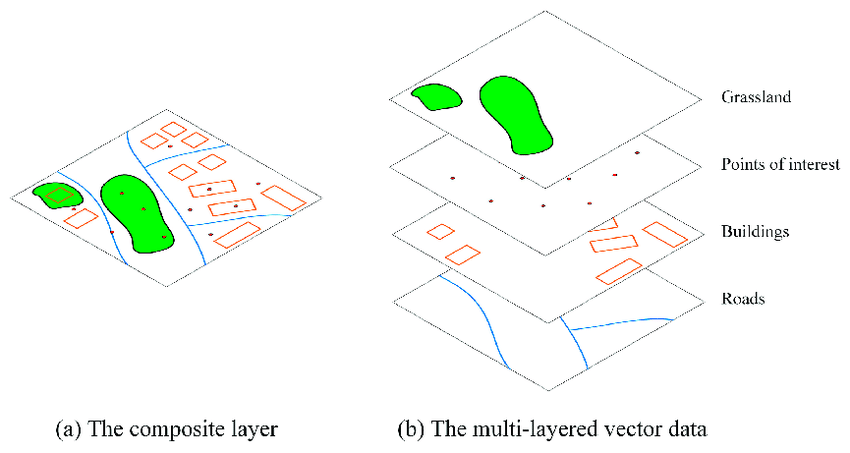 Grassland
Points of interest
Buildings
Roads
(a) The composite layer
(b) The multi-layered vector data